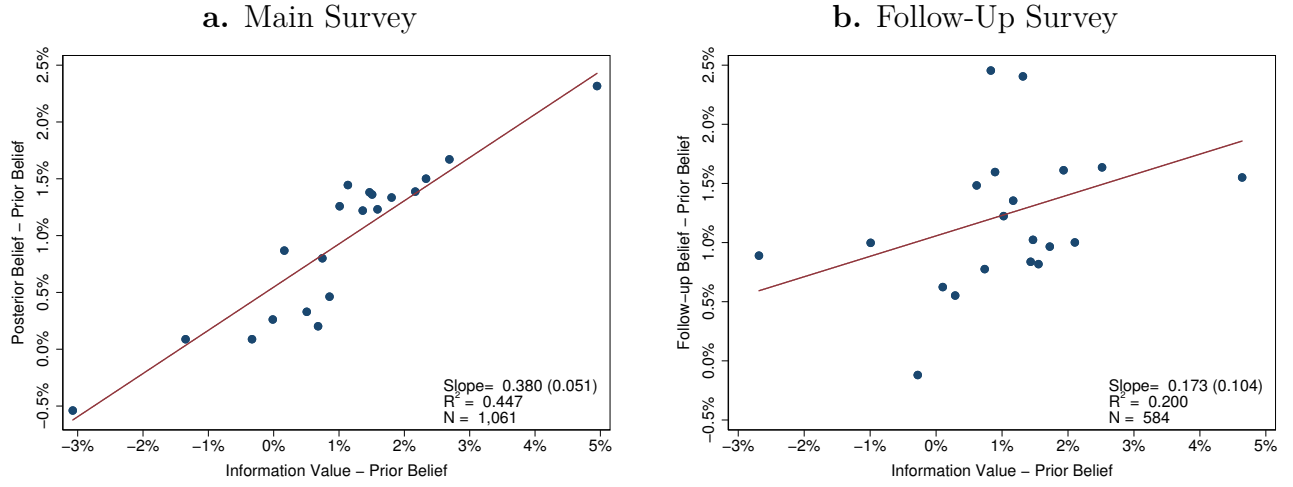 a. Main Survey
Posterior Belief − Prior Belief
2.5%
2.0%
1.5%
1.0%
0.5%
0.0%
−0.5%
Slope= 0.380 (0.051)
R² = 0.447
N = 1,061
−3%
−2%
−1%
0%
1%
2%
3%
4%
5%
Information Value − Prior Belief
b. Follow-Up Survey
Follow−up Belief − Prior Belief
2.5%
2.0%
1.5%
1.0%
0.5%
0.0%
−0.5%
Slope= 0.173 (0.104)
R² = 0.200
N = 584
−3%
−2%
−1%
0%
1%
2%
3%
4%
5%
Information Value − Prior Belief